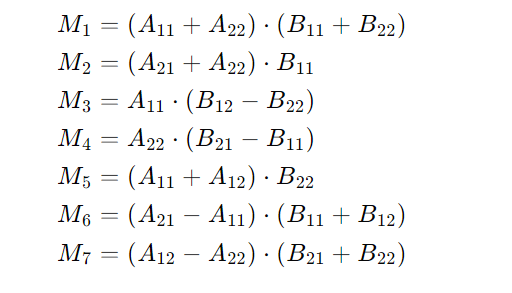 M₁ = (A₁₁ + A₂₂) · (B₁₁ + B₂₂)
M₂ = (A₂₁ + A₂₂) · B₁₁
M₃ = A₁₁ · (B₁₂ − B₂₂)
M₄ = A₂₂ · (B₂₁ − B₁₁)
M₅ = (A₁₁ + A₁₂) · B₂₂
M₆ = (A₂₁ − A₁₁) · (B₁₁ + B₁₂)
M₇ = (A₁₂ − A₂₂) · (B₂₁ + B₂₂)